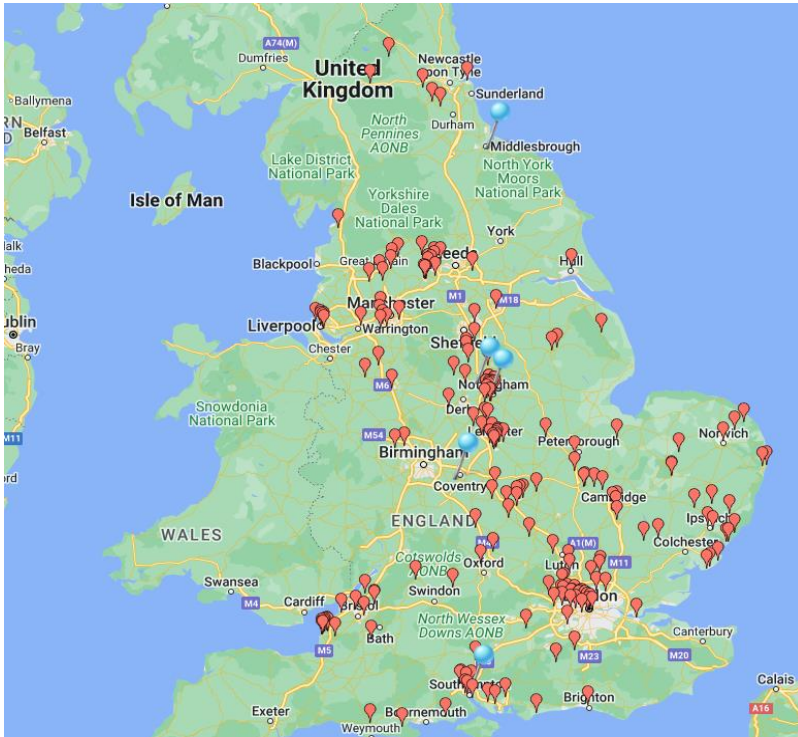 A74(M)
Dumfries
Newcastle
upon Tyne
United
Kingdom
Sunderland
Ballymena
Belfast
North
Pennines
AONB
Durham
Middlesbrough
Lake District
National Park
North York
Moors
National Park
Isle of Man
Yorkshire
Dales
National Park
York
Blackpool
Great
Leeds
Hull
M1
M18
Manchester
Liverpool
Warrington
Sheffield
Chester
Bray
M6
Nottingham
Snowdonia
National Park
Der
M11
M54
Leicester
Peterborough
Norwich
Birmingham
Coventry
Cambridge
WALES
ENGLAND
Ipswich
A1(M)
Colchester
Cotswolds
AONB
Oxford
Luton
M11
Swansea
M4
Cardiff
Swindon
Bristol
North Wessex
Downs AONB
Bath
M5
Canterbury
M23
M20
Southampton
Calais
Brighton
A16
Exeter
Bournemouth
Weymouth